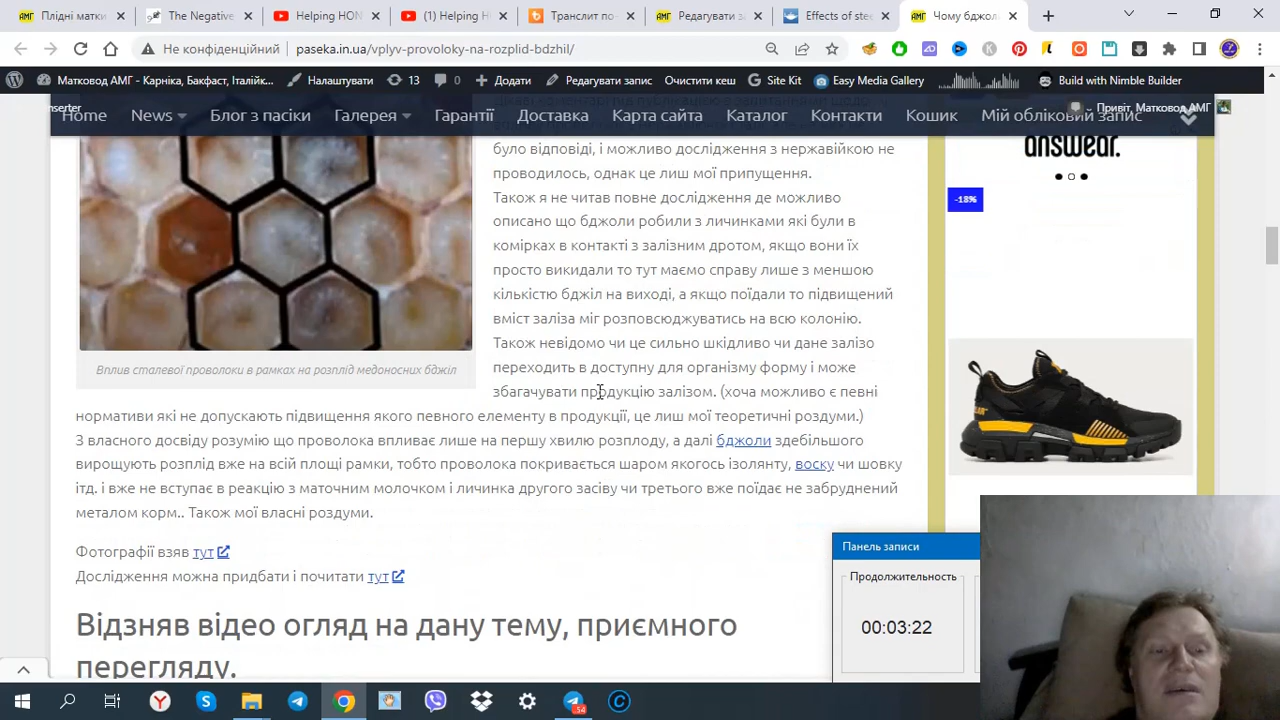 Плідні матки
The Negative
Helping HON
(1) Helping H
Транслит по-
Редагувати за
Effects of stee
Чому бджол
Не конфіденційний
paseka.in.ua/vplyv-provoloky-na-rozplid-bdzhil/
Матковод АМГ - Карніка, Бакфаст, Італійк...
Налаштувати
13
0
Додати
Редагувати запис
Очистити кеш
Site Kit
Easy Media Gallery
Build with Nimble Builder
Привіт, Матковод АМГ
Home
News
Блог з пасіки
Галерея
Гарантії
Доставка
Карта сайта
Каталог
Контакти
Кошик
Мій обліковий запис
було відповіді, і можливо дослідження з нержавійкою не
проводилось, однак це лиш мої припущення.
Також я не читав повне дослідження де можливо
описано що бджоли робили з личинками які були в
комірках в контакті з залізним дротом, якщо вони їх
просто викидали то тут маємо справу лише з меншою
кількістю бджіл на виході, а якщо поїдали то підвищений
вміст заліза міг розповсюджуватись на всю колонію.
Також невідомо чи це сильно шкідливо чи дане залізо
переходить в доступну для організму форму і може
збагачувати продукцію залізом. (хоча можливо є певні
нормативи які не допускають підвищення якого певного елементу в продукції, це лиш мої теоретичні роздуми.)
З власного досвіду розумію що проволока впливає лише на першу хвилю розплоду, а далі бджоли здебільшого
вирощують розплід вже на всій площі рамки, тобто проволока покривається шаром якогось ізолянту, воску чи шовку
ітд. і вже не вступає в реакцію з маточним молочком і личинка другого засіву чи третього вже поїдає не забруднений
металом корм.. Також мої власні роздуми.
Вплив сталевої проволоки в рамках на розплід медоносних бджіл
Фотографії взяв тут
Дослідження можна придбати і почитати тут
Відзняв відео огляд на дану тему, приємного
перегляду.
answear.
-18%
Панель записи
Продолжительность
00:03:22
54